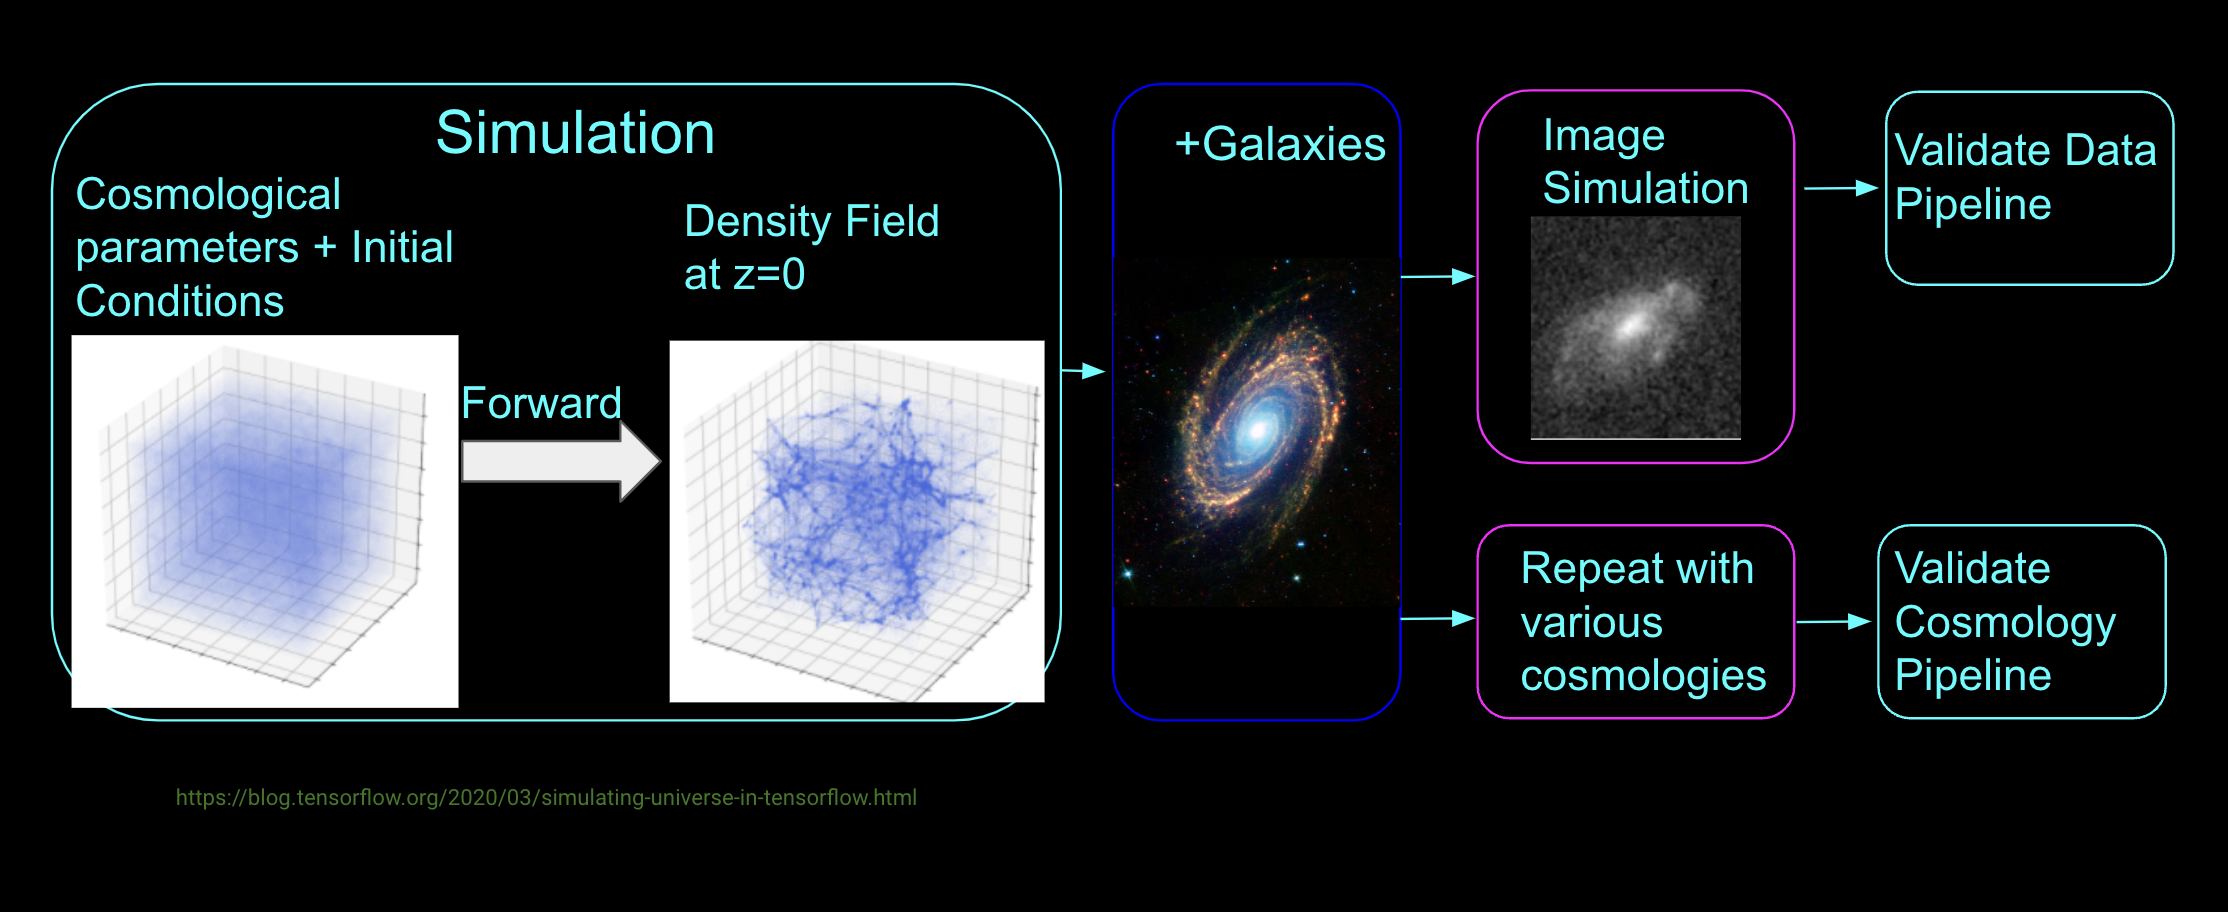 Simulation
Cosmological
parameters + Initial
Conditions
Forward
Density Field
at z=0
+Galaxies
Image
Simulation
Validate Data
Pipeline
Repeat with
various
cosmologies
Validate
Cosmology
Pipeline
https://blog.tensorflow.org/2020/03/simulating-universe-in-tensorflow.html